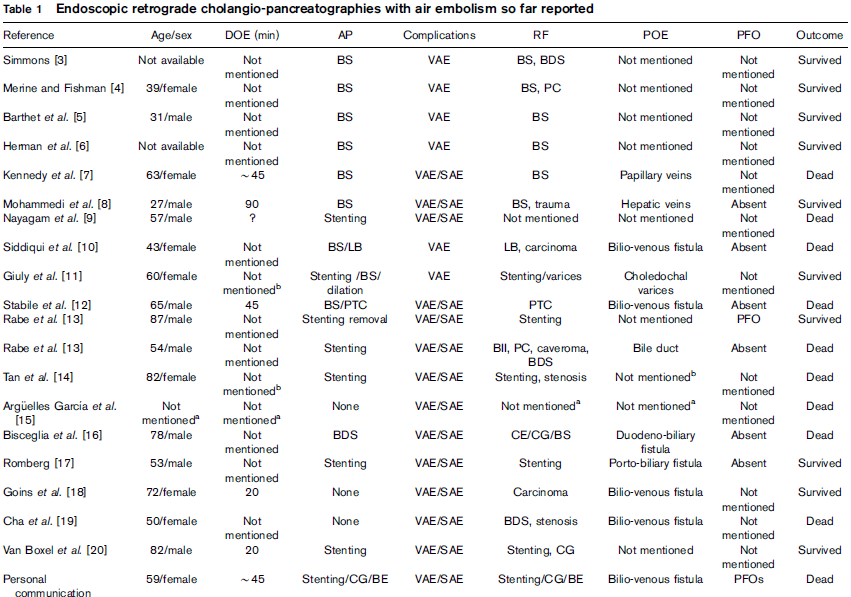 Table 1 Endoscopic retrograde cholangio-pancreatographies with air embolism so far reported
Reference Age/sex DOE (min) AP Complications RF POE PFO Outcome
Simmons [3] Not available Not mentioned BS VAE BS, BDS Not mentioned Not mentioned Survived
Merine and Fishman [4] 39/female Not mentioned BS VAE BS, PC Not mentioned Not mentioned Survived
Barthet et al. [5] 31/male Not mentioned BS VAE BS Not mentioned Not mentioned Survived
Herman et al. [6] Not available Not mentioned BS VAE BS Not mentioned Not mentioned Survived
Kennedy et al. [7] 63/female ~45 BS VAE/SAE BS Papillary veins Not mentioned Dead
Mohammedi et al. [8] 27/male 90 BS VAE/SAE BS, trauma Hepatic veins Absent Survived
Nayagam et al. [9] 57/male ? Stenting VAE/SAE Not mentioned Not mentioned Not mentioned Dead
Siddiqui et al. [10] 43/female Not mentioned BS/LB VAE LB, carcinoma Bilio-venous fistula Absent Dead
Giuly et al. [11] 60/female Not mentionedb Stenting /BS/ dilation VAE Stenting/varices Choledochal varices Not mentioned Survived
Stabile et al. [12] 65/male 45 BS/PTC VAE/SAE PTC Bilio-venous fistula Absent Dead
Rabe et al. [13] 87/male Not mentioned Stenting removal VAE/SAE Stenting Not mentioned PFO Survived
Rabe et al. [13] 54/male Not mentioned Stenting VAE/SAE BII, PC, caveroma, BDS Bile duct Absent Dead
Tan et al. [14] 82/female Not mentionedb Stenting VAE/SAE Stenting, stenosis Not mentionedb Not mentioned Dead
Argüelles García et al. [15] Not mentioneda Not mentioneda None VAE/SAE Not mentioneda Not mentioneda Not mentioned Dead
Bisceglia et al. [16] 78/male Not mentioned BDS VAE/SAE CE/CG/BS Duodeno-biliary fistula Absent Dead
Romberg [17] 53/male Not mentioned Stenting VAE/SAE Stenting Porto-biliary fistula Absent Survived
Goins et al. [18] 72/female 20 None VAE/SAE Carcinoma Bilio-venous fistula Not mentioned Survived
Cha et al. [19] 50/female Not mentioned None VAE/SAE BDS, stenosis Bilio-venous fistula Not mentioned Dead
Van Boxel et al. [20] 82/male 20 Stenting VAE/SAE Stenting, CG Not mentioned Not mentioned Survived
Personal communication 59/female ~45 Stenting/CG/BE VAE/SAE Stenting/CG/BE Bilio-venous fistula PFOs Dead